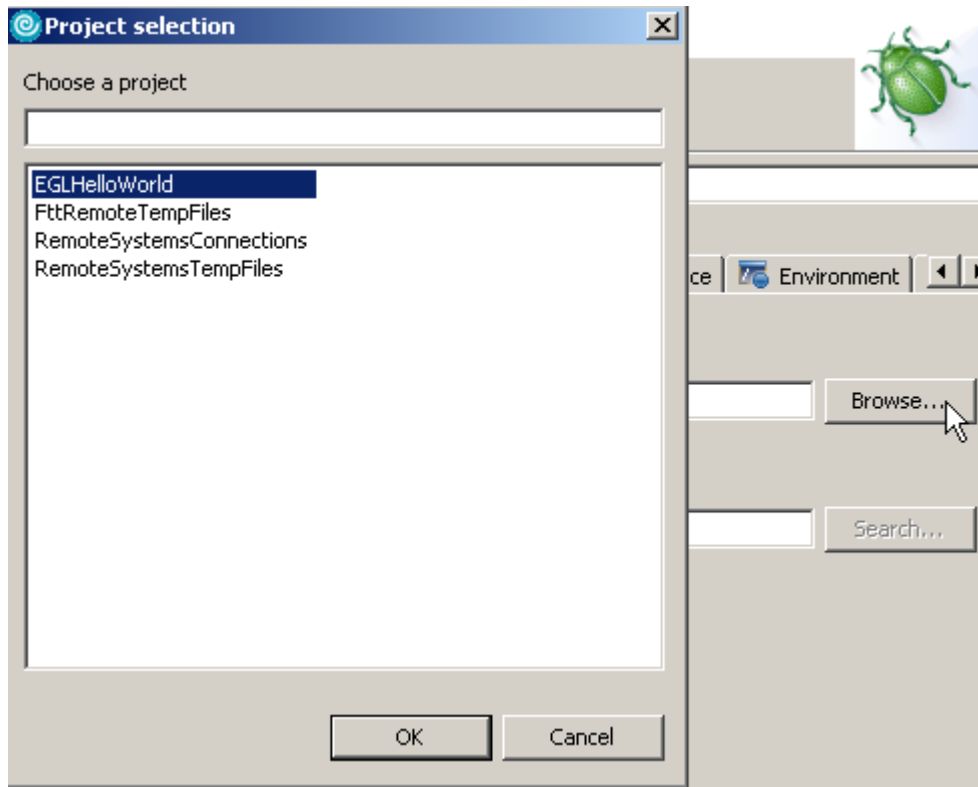 Project selection
Choose a project
EGLHelloWorld
FttRemoteTempFiles
RemoteSystemsConnections
RemoteSystemsTempFiles
OK
Cancel
ce
Environment
Browse...
Search...